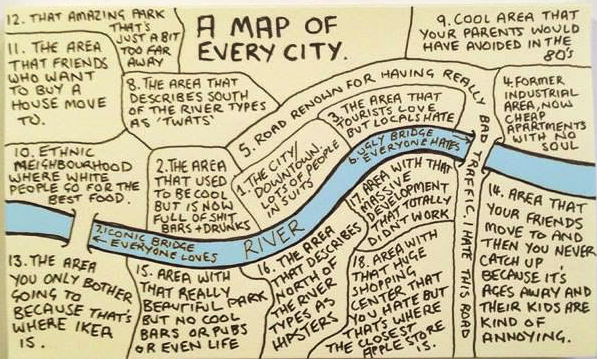 12. THAT AMAZING PARK
THAT'S
JUST A BIT
TOO FAR
AWAY
A MAP OF
EVERY CITY.
9. COOL AREA THAT
YOUR PARENTS WOULD
HAVE AVOIDED IN THE
80'S
11. THE AREA
THAT FRIENDS
WHO WANT
TO BUY A
HOUSE MOVE
TO.
8. THE AREA THAT
DESCRIBES SOUTH
OF THE RIVER TYPES
AS 'TWATS'
5. ROAD RENOWN FOR HAVING REALLY BAD TRAFFIC, I HATE THIS ROAD
3. THE AREA THAT
TOURISTS LOVE
BUT LOCALS HATE
4. FORMER
INDUSTRIAL
AREA, NOW
CHEAP
APARTMENTS
WITH NO
SOUL
10. ETHNIC
NEIGHBOURHOOD
WHERE WHITE
PEOPLE GO FOR THE
BEST FOOD.
2. THE AREA
THAT USED
TO BE COOL
BUT IS NOW
FULL OF SHIT
BARS + DRUNKS
1. THE CITY/
DOWNTOWN.
LOTS OF PEOPLE
IN SUITS
6. UGLY BRIDGE
EVERYONE HATES
7. ICONIC BRIDGE
EVERYONE LOVES
RIVER
17. AREA WITH THAT
MASSIVE
DEVELOPMENT
THAT TOTALLY
DIDN'T WORK
14. AREA THAT
YOUR FRIENDS
MOVE TO AND
THEN YOU NEVER
CATCH UP
BECAUSE IT'S
AGES AWAY AND
THEIR KIDS ARE
KIND OF
ANNOYING.
13. THE AREA
YOU ONLY BOTHER
GOING TO
BECAUSE THAT'S
WHERE IKEA
IS.
15. AREA WITH
THAT REALLY
BEAUTIFUL PARK
BUT NO COOL
BARS OR PUBS
OR EVEN LIFE
16. THE AREA
THAT DESCRIBES
NORTH OF
THE RIVER
TYPES AS
HIPSTERS
18. AREA WITH
THAT HUGE
SHOPPING
CENTER THAT
YOU HATE BUT
THAT'S WHERE
THE CLOSEST
APPLE STORE
IS.